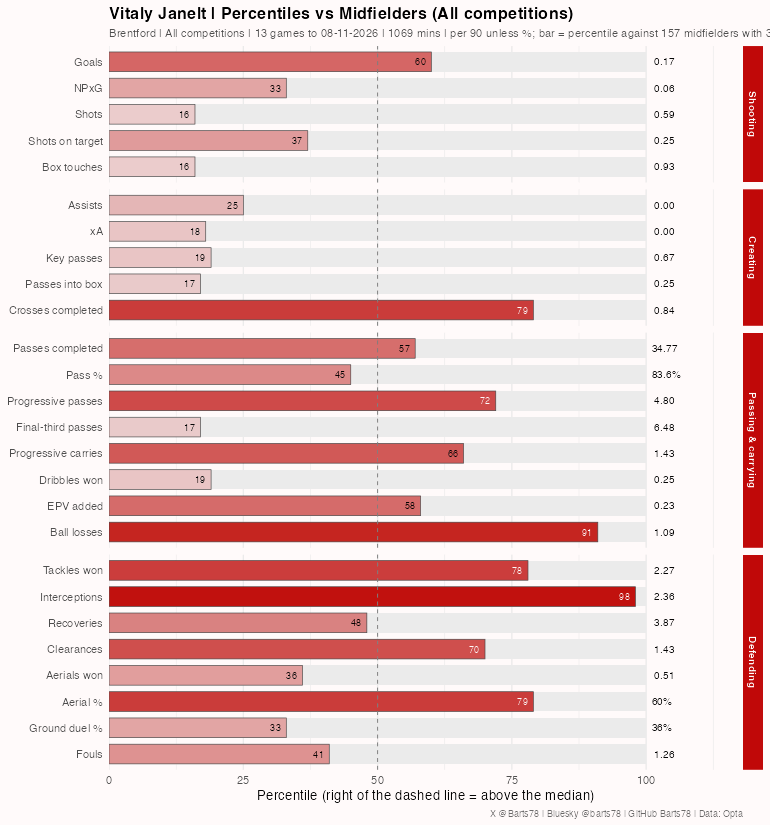 Vitaly Janelt | Percentiles vs Midfielders (All competitions)
Brentford | All competitions | 13 games to 08-11-2026 | 1069 mins | per 90 unless %; bar = percentile against 157 midfielders with 3
Goals 60 0.17
NPxG 33 0.06
Shots 16 0.59
Shots on target 37 0.25
Box touches 16 0.93
Shooting
Assists 25 0.00
xA 18 0.00
Key passes 19 0.67
Passes into box 17 0.25
Crosses completed 79 0.84
Creating
Passes completed 57 34.77
Pass % 45 83.6%
Progressive passes 72 4.80
Final-third passes 17 6.48
Progressive carries 66 1.43
Dribbles won 19 0.25
EPV added 58 0.23
Ball losses 91 1.09
Passing & carrying
Tackles won 78 2.27
Interceptions 98 2.36
Recoveries 48 3.87
Clearances 70 1.43
Aerials won 36 0.51
Aerial % 79 60%
Ground duel % 33 36%
Fouls 41 1.26
Defending
0 25 50 75 100
Percentile (right of the dashed line = above the median)
X @Barts78 | Bluesky @barts78 | GitHub Barts78 | Data: Opta